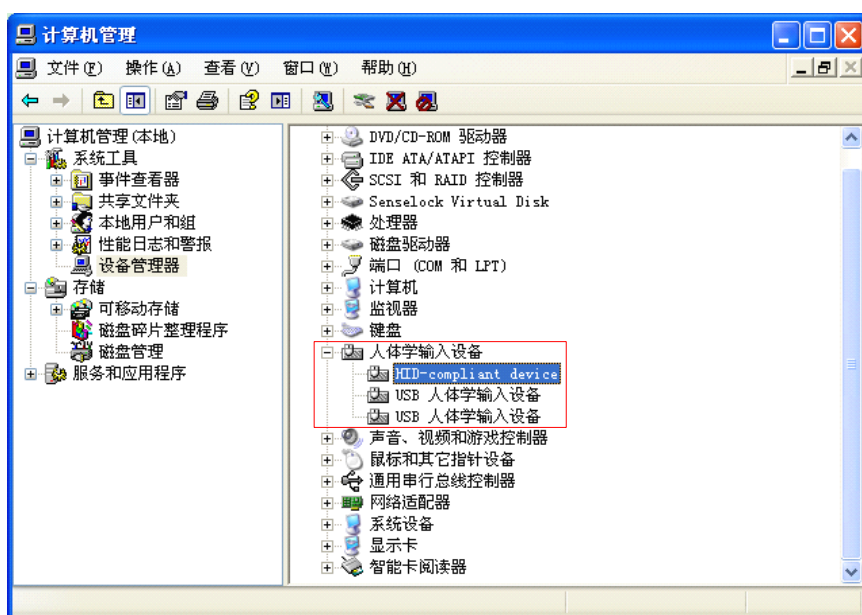 计算机管理
文件(F) 操作(A) 查看(V) 窗口(W) 帮助(H)
计算机管理(本地)
系统工具
事件查看器
共享文件夹
本地用户和组
性能日志和警报
设备管理器
存储
可移动存储
磁盘碎片整理程序
磁盘管理
服务和应用程序
DVD/CD-ROM 驱动器
IDE ATA/ATAPI 控制器
SCSI 和 RAID 控制器
Senselock Virtual Disk
处理器
磁盘驱动器
端口 (COM 和 LPT)
计算机
监视器
键盘
人体学输入设备
HID-compliant device
USB 人体学输入设备
USB 人体学输入设备
声音、视频和游戏控制器
鼠标和其它指针设备
通用串行总线控制器
网络适配器
系统设备
显示卡
智能卡阅读器